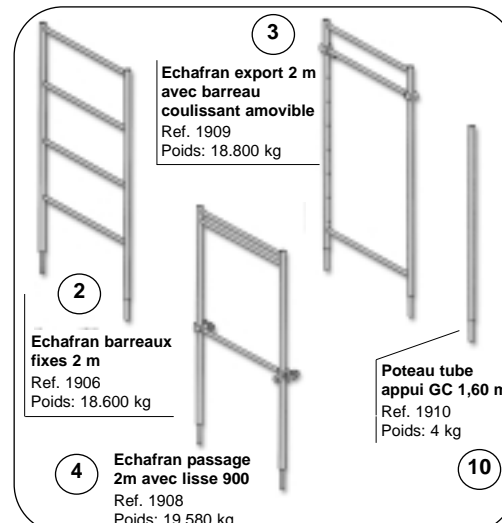 3
Echafran export 2 m
avec barreau
coulissant amovible
Ref. 1909
Poids: 18.800 kg
2
Echafran barreaux
fixes 2 m
Ref. 1906
Poids: 18.600 kg
Poteau tube
appui GC 1,60 m
Ref. 1910
Poids: 4 kg
10
4
Echafran passage
2m avec lisse 900
Ref. 1908
Poids: 19.580 kg